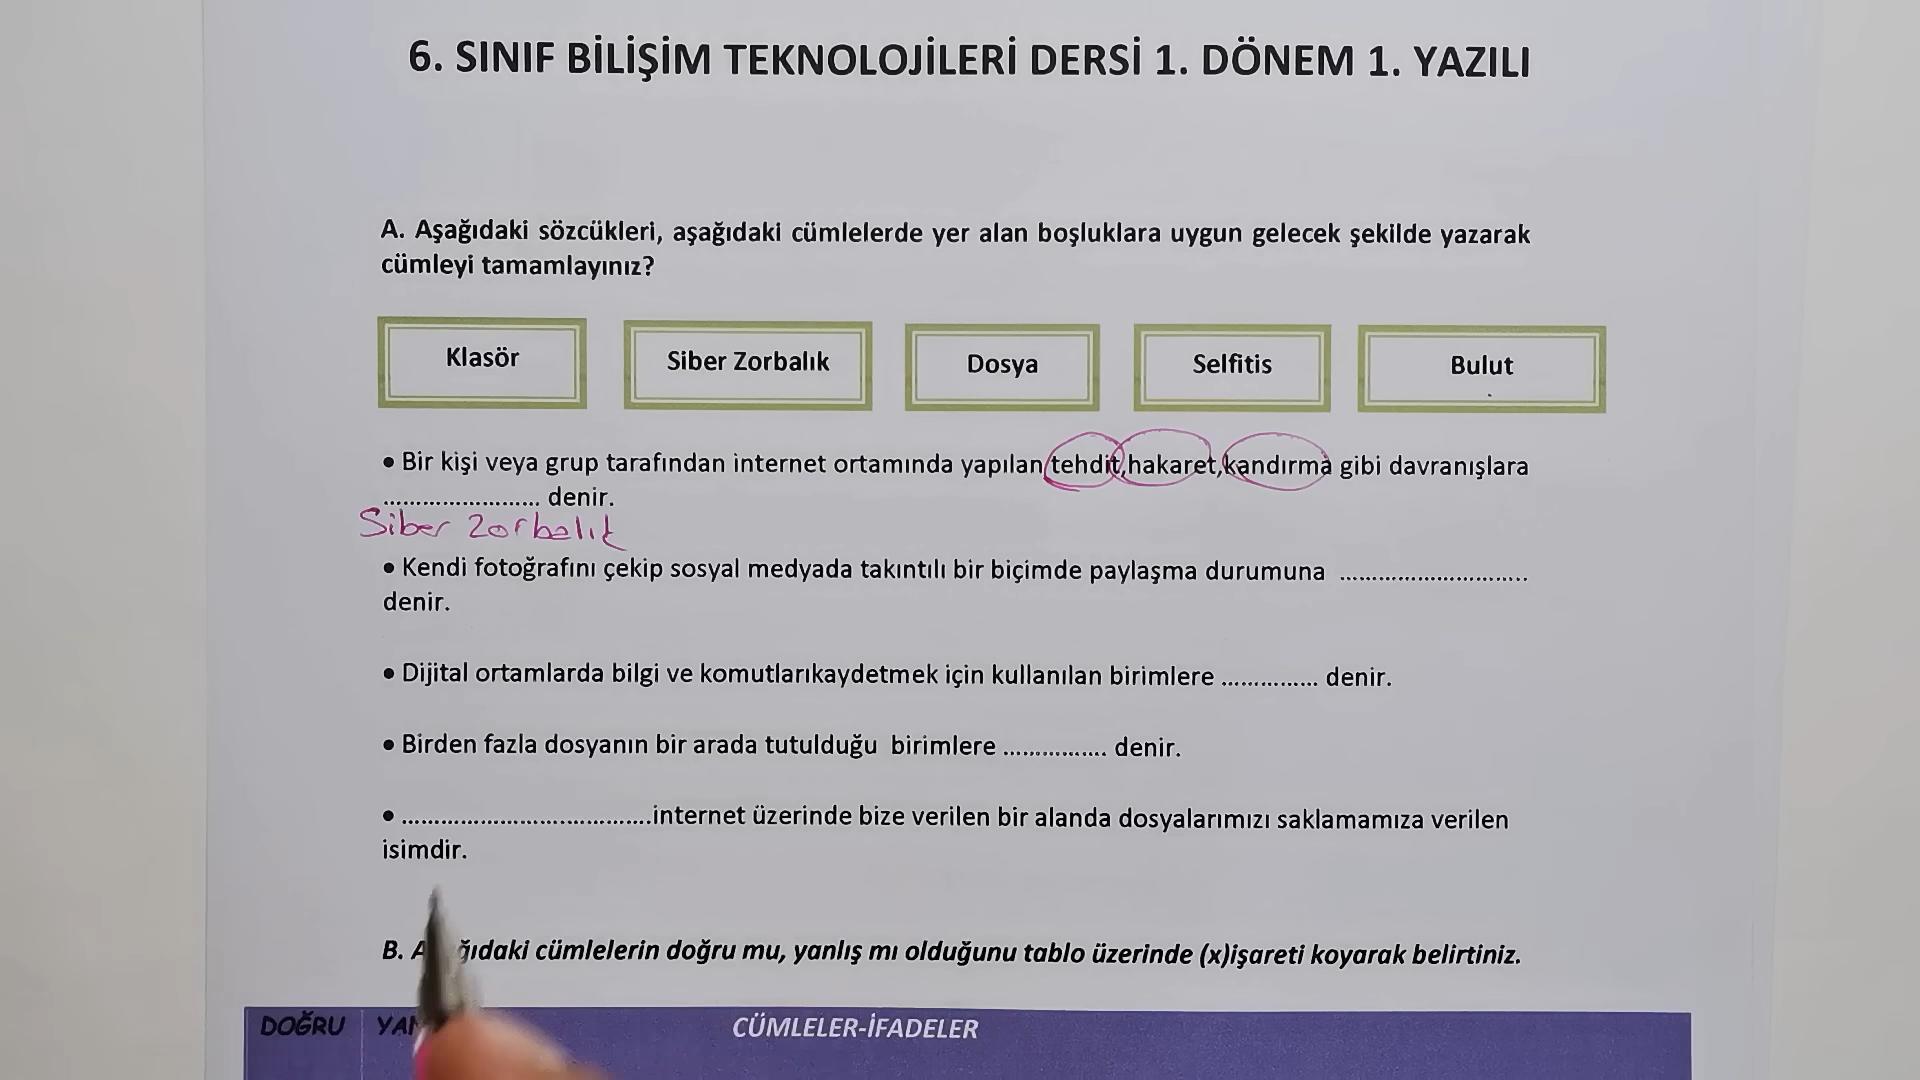 6. SINIF BİLİŞİM TEKNOLOJİLERİ DERSİ 1. DÖNEM 1. YAZILI
A. Aşağıdaki sözcükleri, aşağıdaki cümlelerde yer alan boşluklara uygun gelecek şekilde yazarak
cümleyi tamamlayınız?
Klasör
Siber Zorbalık
Dosya
Selfitis
Bulut
• Bir kişi veya grup tarafından internet ortamında yapılan tehdit,hakaret,kandırma gibi davranışlara
........................ denir.
Siber Zorbalık
• Kendi fotoğrafını çekip sosyal medyada takıntılı bir biçimde paylaşma durumuna ............................
denir.
• Dijital ortamlarda bilgi ve komutlarıkaydetmek için kullanılan birimlere ............... denir.
• Birden fazla dosyanın bir arada tutulduğu birimlere ................ denir.
• ......................................internet üzerinde bize verilen bir alanda dosyalarımızı saklamamıza verilen
isimdir.
B. cümlelerin doğru mu, yanlış mı olduğunu tablo üzerinde (x)işareti koyarak belirtiniz.
DOĞRU CÜMLELER-İFADELER